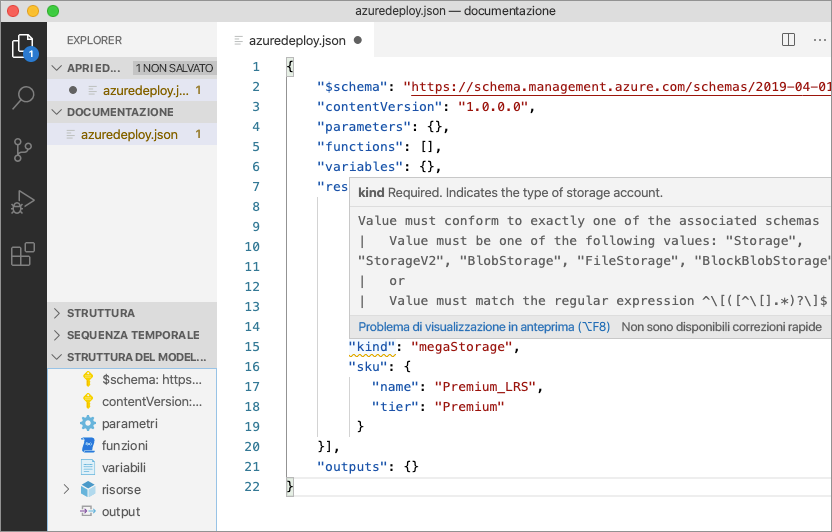 azuredeploy.json — documentazione
EXPLORER
APRI ED... 1 NON SALVATO
azuredeploy.j... 1
DOCUMENTAZIONE
azuredeploy.json 1
STRUTTURA
SEQUENZA TEMPORALE
STRUTTURA DEL MODEL...
$schema: https...
contentVersion:...
parametri
funzioni
variabili
risorse
output
1
azuredeploy.json ● ···
1 {
2 "$schema": "https://schema.management.azure.com/schemas/2019-04-01
3 "contentVersion": "1.0.0.0",
4 "parameters": {},
5 "functions": [],
6 "variables": {},
7 "res
8
9
10
11
12
13
14
kind Required. Indicates the type of storage account.
Value must conform to exactly one of the associated schemas
| Value must be one of the following values: "Storage",
"StorageV2", "BlobStorage", "FileStorage", "BlockBlobStorage"
| or
| Value must match the regular expression ^\[([^\[].*)?\]$
Problema di visualizzazione in anteprima (⌥F8) Non sono disponibili correzioni rapide
15 "kind": "megaStorage",
16 "sku": {
17 "name": "Premium_LRS",
18 "tier": "Premium"
19 }
20 }],
21 "outputs": {}
22 }